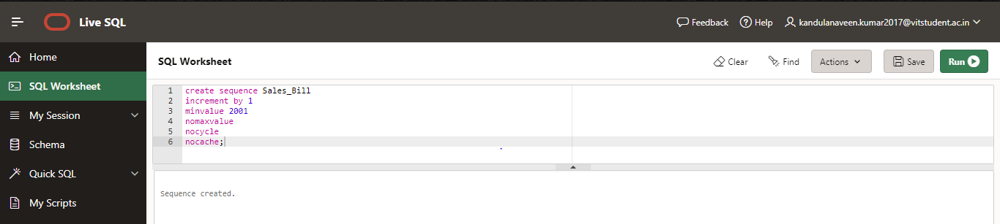 Live SQL
Feedback
Help
kandulanaveen.kumar2017@vitstudent.ac.in
Home
SQL Worksheet
My Session
Schema
Quick SQL
My Scripts
SQL Worksheet
Clear
Find
Actions
Save
Run
1 create sequence Sales_Bill
2 increment by 1
3 minvalue 2001
4 nomaxvalue
5 nocycle
6 nocache;
Sequence created.